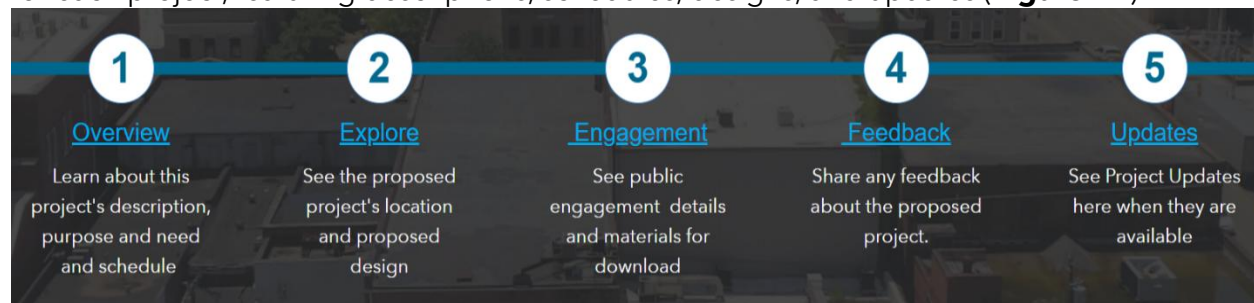 1 2 3 4 5
Overview Explore Engagement Feedback Updates
Learn about this
project's description,
purpose and need
and schedule
See the proposed
project's location
and proposed
design
See public
engagement details
and materials for
download
Share any feedback
about the proposed
project.
See Project Updates
here when they are
available